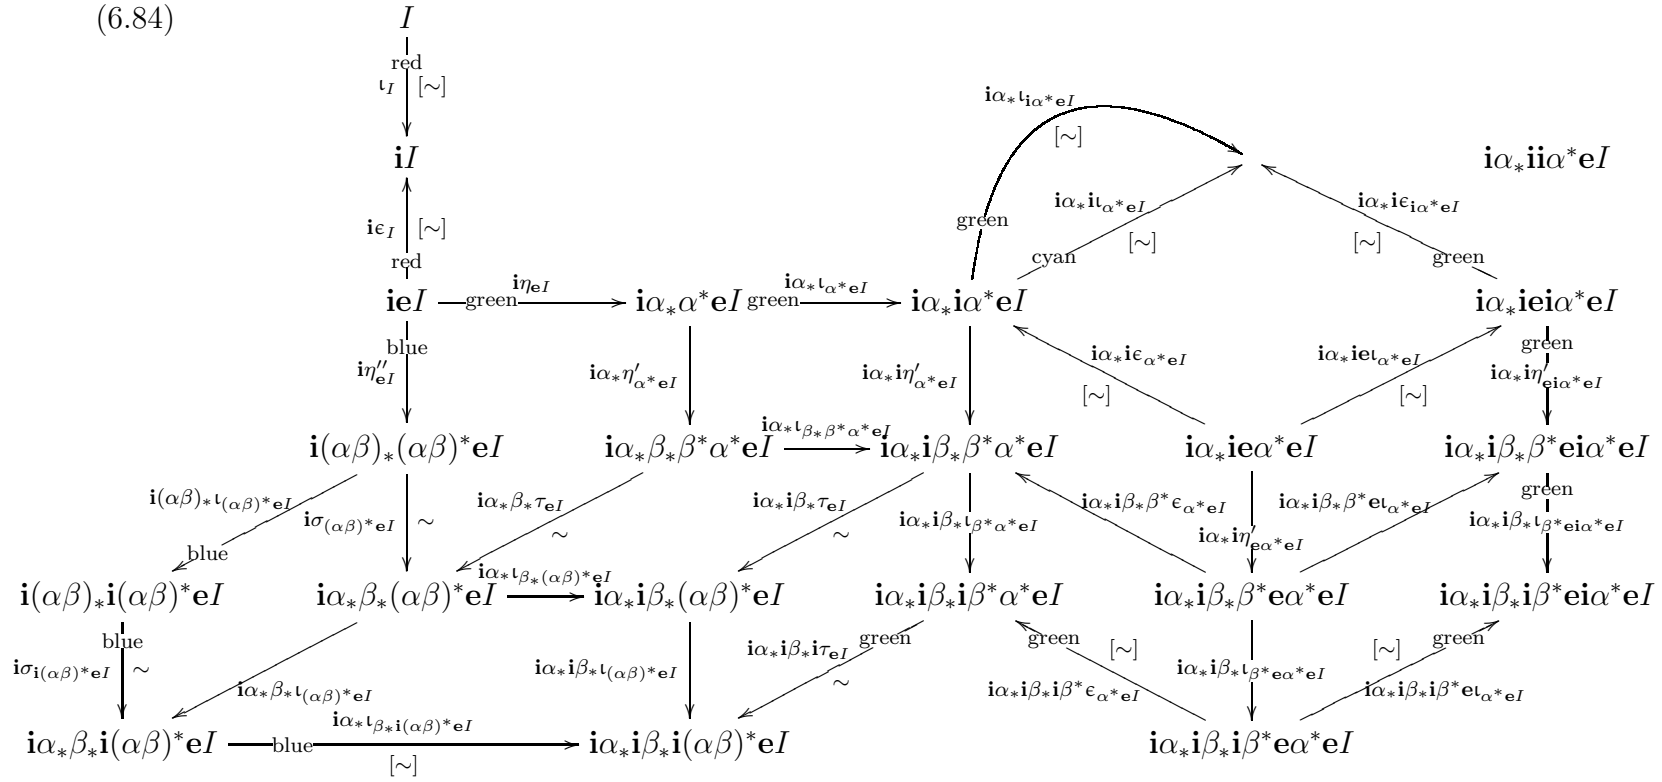 (6.84)
I
red
ι_I [∼]
iI
iϵ_I [∼]
red
iα_*ι_{iα^*eI}
[∼]
iα_*iiα^*eI
green
iα_*iι_{α^*eI}
[∼]
cyan
iα_*iϵ_{iα^*eI}
[∼]
green
ieI
green
iη_{eI}
iα_*α^*eI
green
iα_*ι_{α^*eI}
iα_*iα^*eI
iα_*ieiα^*eI
blue
iη''_{eI}
iα_*η'_{α^*eI}
iα_*iη'_{α^*eI}
iα_*iϵ_{α^*eI}
[∼]
iα_*ieι_{α^*eI}
[∼]
green
iα_*iη'_{eiα^*eI}
i(αβ)_*(αβ)^*eI
iα_*β_*β^*α^*eI
iα_*ι_{β_*β^*α^*eI}
iα_*iβ_*β^*α^*eI
iα_*ieα^*eI
iα_*iβ_*β^*eiα^*eI
i(αβ)_*ι_{(αβ)^*eI}
blue
iσ_{(αβ)^*eI} ∼
iα_*β_*τ_{eI}
∼
iα_*iβ_*τ_{eI}
∼
iα_*iβ_*ι_{β^*α^*eI}
iα_*iβ_*β^*ϵ_{α^*eI}
iα_*iη'_{eα^*eI}
iα_*iβ_*β^*eι_{α^*eI}
green
iα_*iβ_*ι_{β^*eiα^*eI}
i(αβ)_*i(αβ)^*eI
iα_*β_*(αβ)^*eI
iα_*ι_{β_*(αβ)^*eI}
iα_*iβ_*(αβ)^*eI
iα_*iβ_*iβ^*α^*eI
iα_*iβ_*β^*eα^*eI
iα_*iβ_*iβ^*eiα^*eI
blue
iσ_{i(αβ)^*eI} ∼
iα_*β_*ι_{(αβ)^*eI}
iα_*iβ_*ι_{(αβ)^*eI}
green
iα_*iβ_*iτ_{eI}
∼
green
[∼]
iα_*iβ_*iβ^*ϵ_{α^*eI}
iα_*iβ_*ι_{β^*eα^*eI}
[∼]
green
iα_*iβ_*iβ^*eι_{α^*eI}
iα_*β_*i(αβ)^*eI
blue
iα_*ι_{β_*i(αβ)^*eI}
[∼]
iα_*iβ_*i(αβ)^*eI
iα_*iβ_*iβ^*eα^*eI